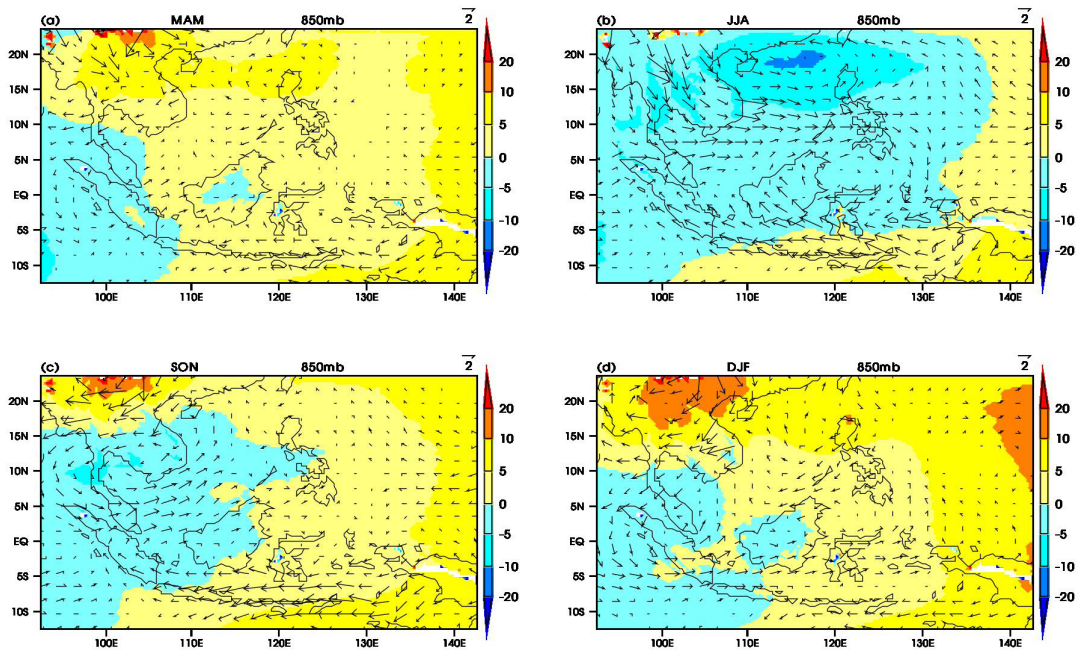 (a) MAM 850mb 2
20N
15N
10N
5N
EQ
5S
10S
100E 110E 120E 130E 140E
20
10
5
0
-5
-10
-20
(b) JJA 850mb 2
20N
15N
10N
5N
EQ
5S
10S
100E 110E 120E 130E 140E
20
10
5
0
-5
-10
-20
(c) SON 850mb 2
20N
15N
10N
5N
EQ
5S
10S
100E 110E 120E 130E 140E
20
10
5
0
-5
-10
-20
(d) DJF 850mb 2
20N
15N
10N
5N
EQ
5S
10S
100E 110E 120E 130E 140E
20
10
5
0
-5
-10
-20